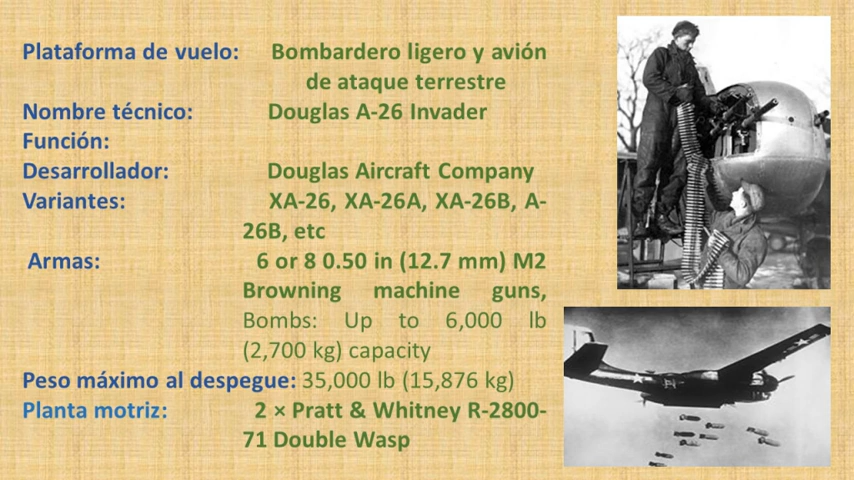 Plataforma de vuelo: Bombardero ligero y avión
de ataque terrestre
Nombre técnico: Douglas A-26 Invader
Función:
Desarrollador: Douglas Aircraft Company
Variantes: XA-26, XA-26A, XA-26B, A-
26B, etc
Armas: 6 or 8 0.50 in (12.7 mm) M2
Browning machine guns,
Bombs: Up to 6,000 lb
(2,700 kg) capacity
Peso máximo al despegue: 35,000 lb (15,876 kg)
Planta motriz: 2 × Pratt & Whitney R-2800-
71 Double Wasp